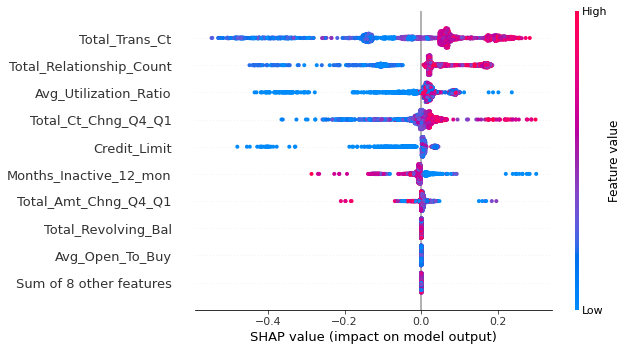 High
Total_Trans_Ct
Total_Relationship_Count
Avg_Utilization_Ratio
Total_Ct_Chng_Q4_Q1
Credit_Limit
Months_Inactive_12_mon
Total_Amt_Chng_Q4_Q1
Total_Revolving_Bal
Avg_Open_To_Buy
Sum of 8 other features
Feature value
Low
−0.4 −0.2 0.0 0.2
SHAP value (impact on model output)